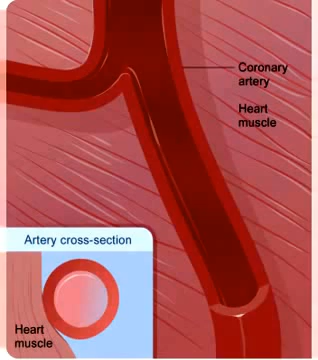 Coronary
artery
Heart
muscle
Artery cross-section
Heart
muscle